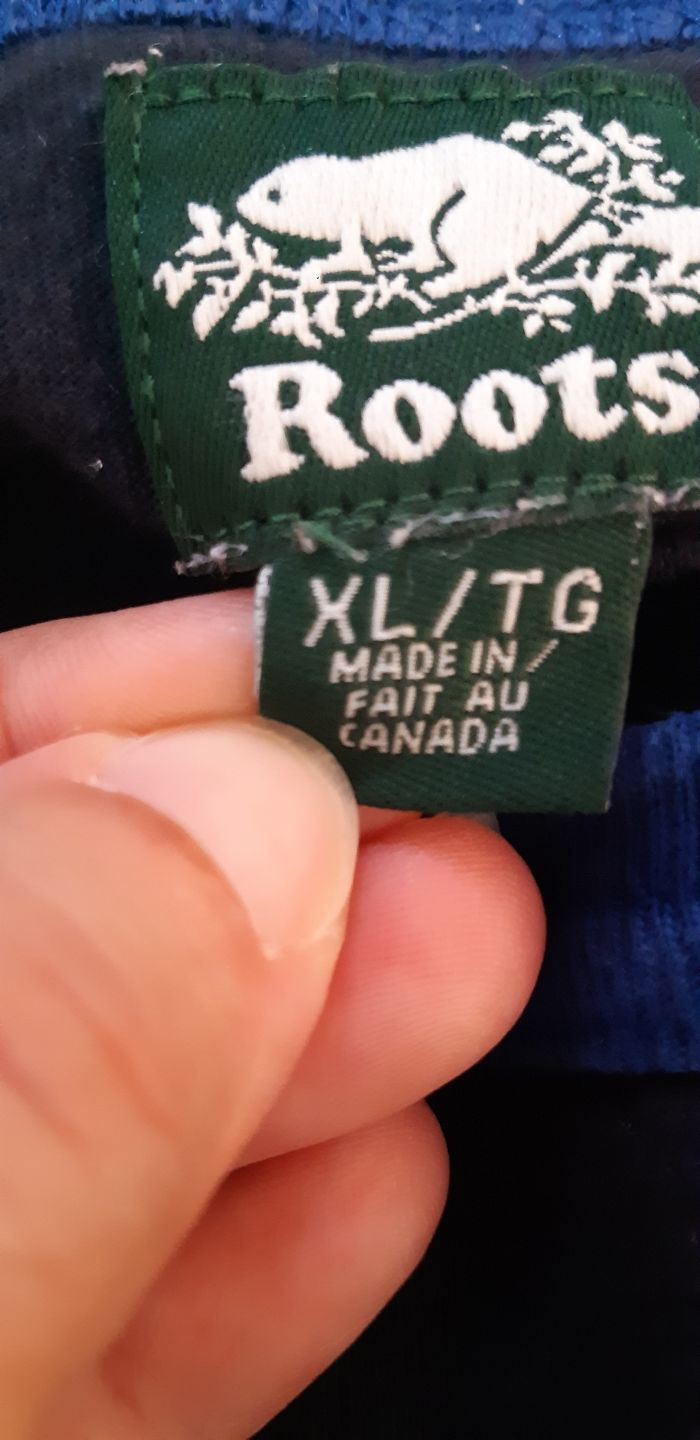 Roots
XL/TG
MADE IN/
FAIT AU
CANADA